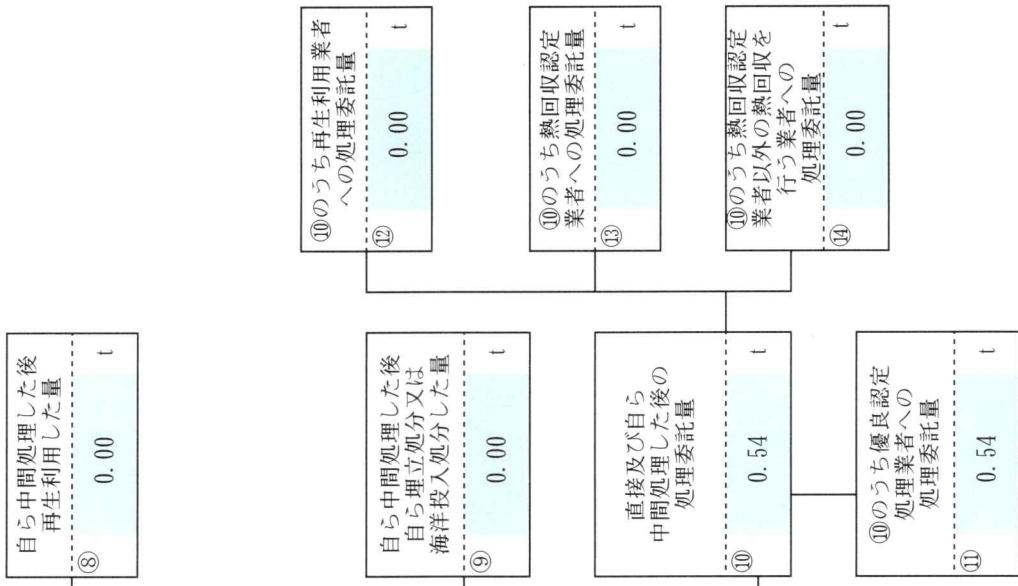 自ら中間処理した後
再生利用した量
⑧ 0.00 t
自ら中間処理した後
自ら埋立処分又は
海洋投入処分した量
⑨ 0.00 t
直接及び自ら
中間処理した後の
処理委託量
⑩ 0.54 t
⑩のうち優良認定
処理業者への
処理委託量
⑪ 0.54 t
⑩のうち再生利用業者
への処理委託量
⑫ 0.00 t
⑩のうち熱回収認定
業者への処理委託量
⑬ 0.00 t
⑩のうち熱回収認定
業者以外の熱回収を
行う業者への
処理委託量
⑭ 0.00 t